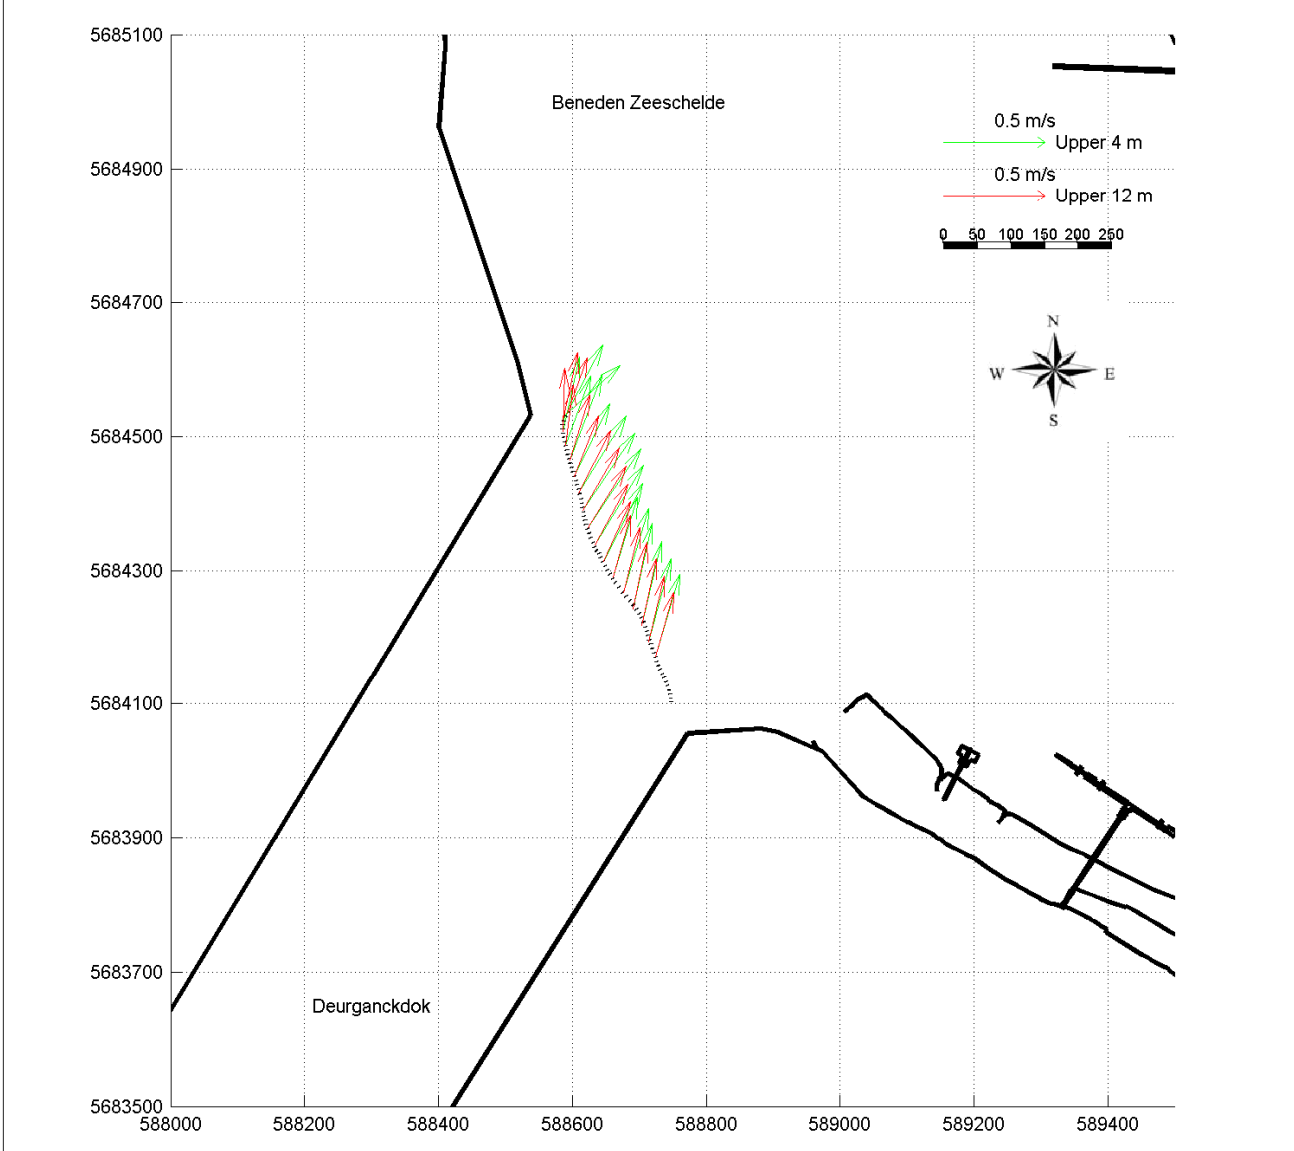 5685100
Beneden Zeeschelde
0.5 m/s
Upper 4 m
5684900
0.5 m/s
Upper 12 m
0 50 100 150 200 250
5684700
N
W E
S
5684500
5684300
5684100
5683900
5683700
Deurganckdok
5683500
588000 588200 588400 588600 588800 589000 589200 589400